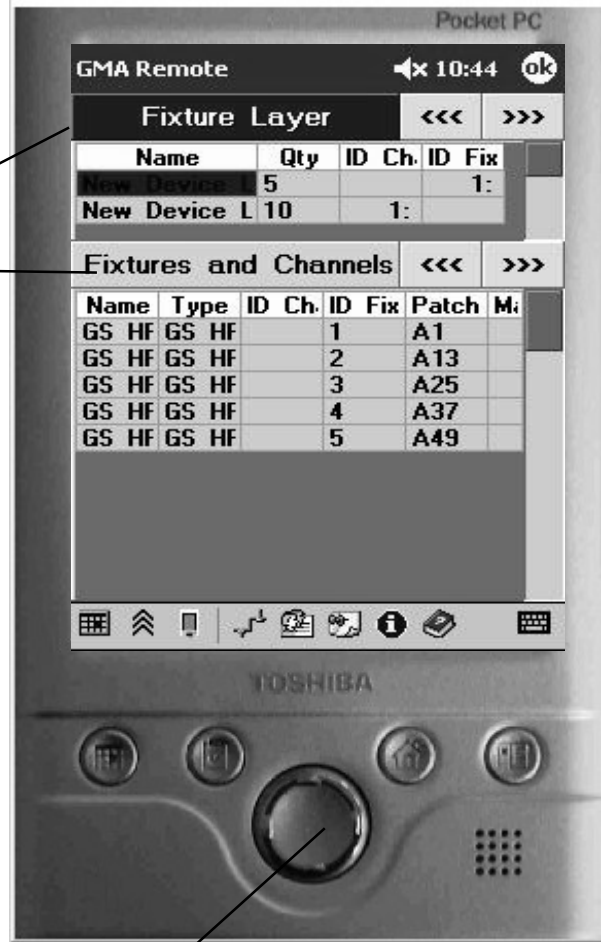 Pocket PC
GMA Remote 10:44 ok
Fixture Layer <<< >>>
Name Qty ID Ch. ID Fix
New Device L 5 1:
New Device L 10 1:
Fixtures and Channels <<< >>>
Name Type ID Ch. ID Fix Patch
GS HF GS HF 1 A1
GS HF GS HF 2 A13
GS HF GS HF 3 A25
GS HF GS HF 4 A37
GS HF GS HF 5 A49
TOSHIBA